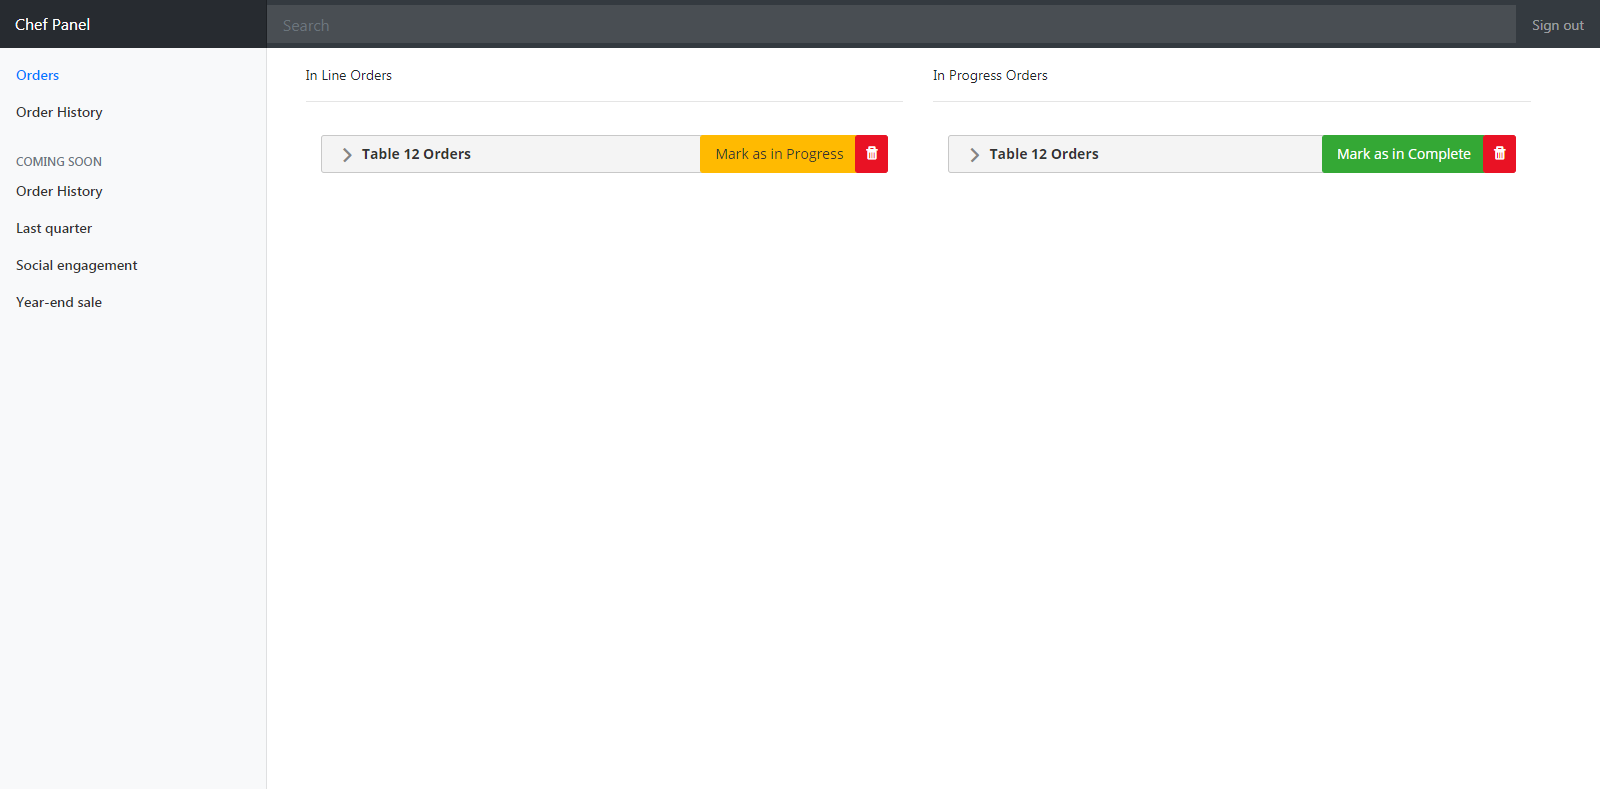 Chef Panel
Search
Sign out
Orders
Order History
COMING SOON
Order History
Last quarter
Social engagement
Year-end sale
In Line Orders
Table 12 Orders
Mark as in Progress
In Progress Orders
Table 12 Orders
Mark as in Complete